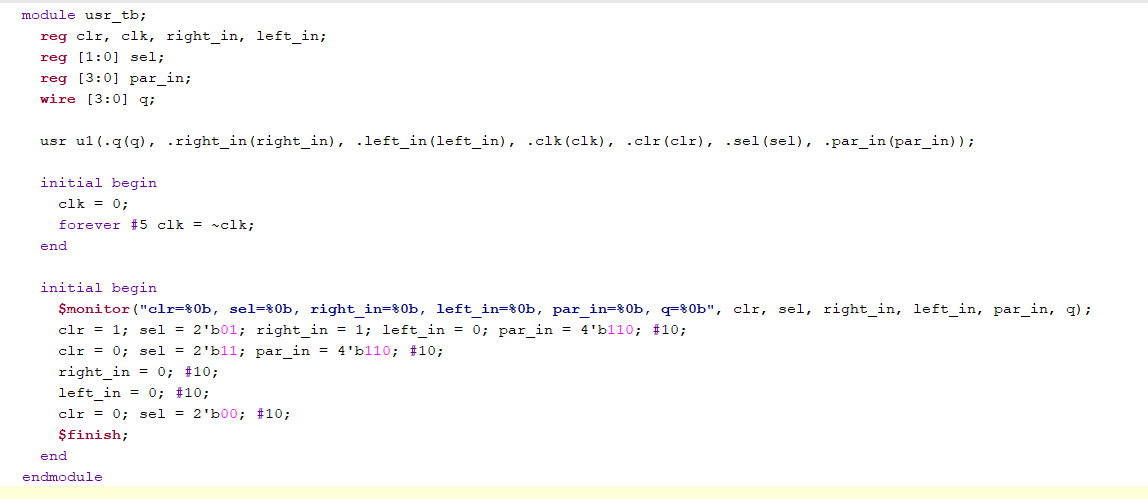 module usr_tb;
reg clr, clk, right_in, left_in;
reg [1:0] sel;
reg [3:0] par_in;
wire [3:0] q;
usr u1(.q(q), .right_in(right_in), .left_in(left_in), .clk(clk), .clr(clr), .sel(sel), .par_in(par_in));
initial begin
clk = 0;
forever #5 clk = ~clk;
end
initial begin
$monitor("clr=%0b, sel=%0b, right_in=%0b, left_in=%0b, par_in=%0b, q=%0b", clr, sel, right_in, left_in, par_in, q);
clr = 1; sel = 2'b01; right_in = 1; left_in = 0; par_in = 4'b110; #10;
clr = 0; sel = 2'b11; par_in = 4'b110; #10;
right_in = 0; #10;
left_in = 0; #10;
clr = 0; sel = 2'b00; #10;
$finish;
end
endmodule